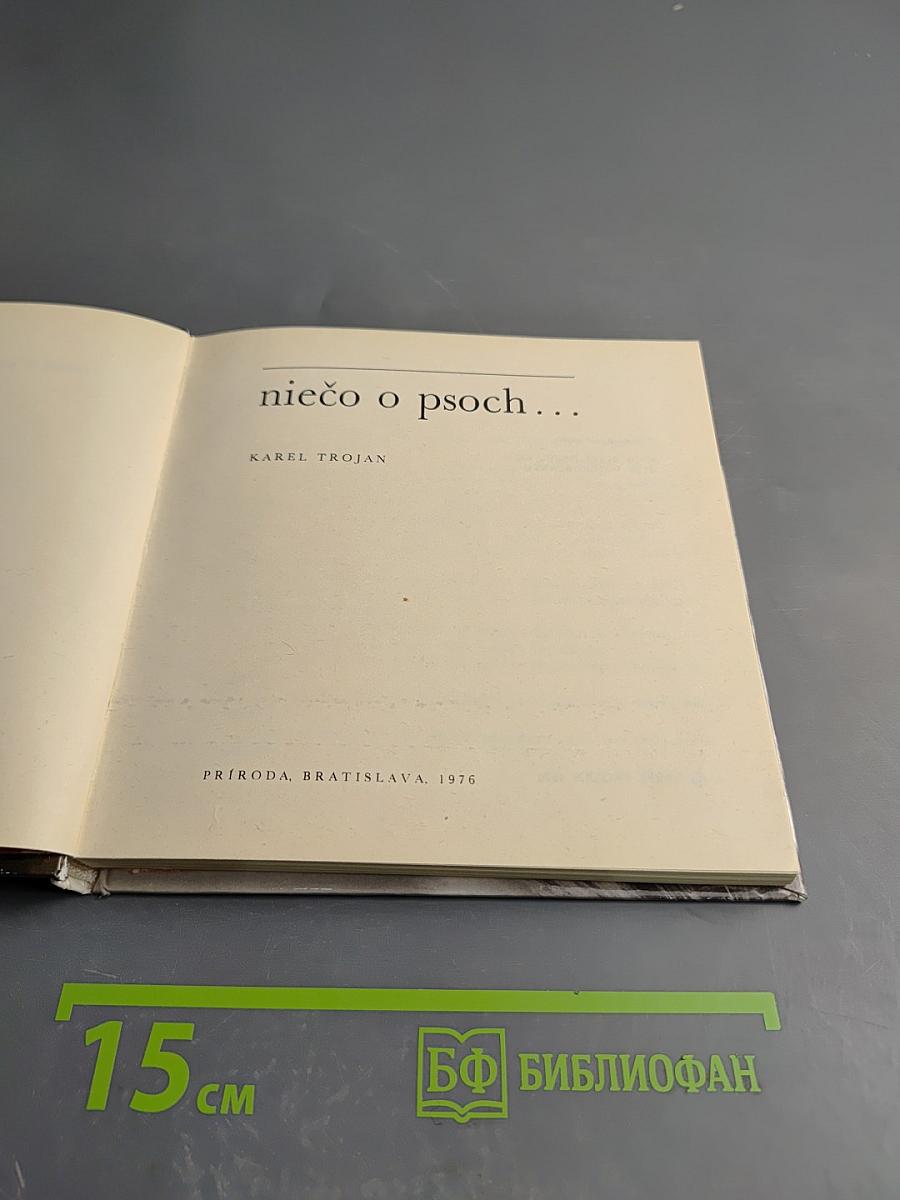 niečo o psoch...
KAREL TROJAN
PRÍRODA, BRATISLAVA, 1976
15 см
БФ БИБЛИОФАН